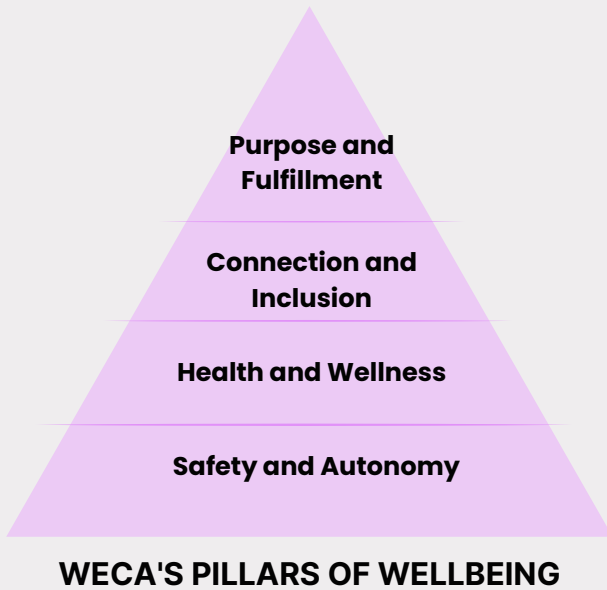 Purpose and
Fulfillment
Connection and
Inclusion
Health and Wellness
Safety and Autonomy
WECA'S PILLARS OF WELLBEING